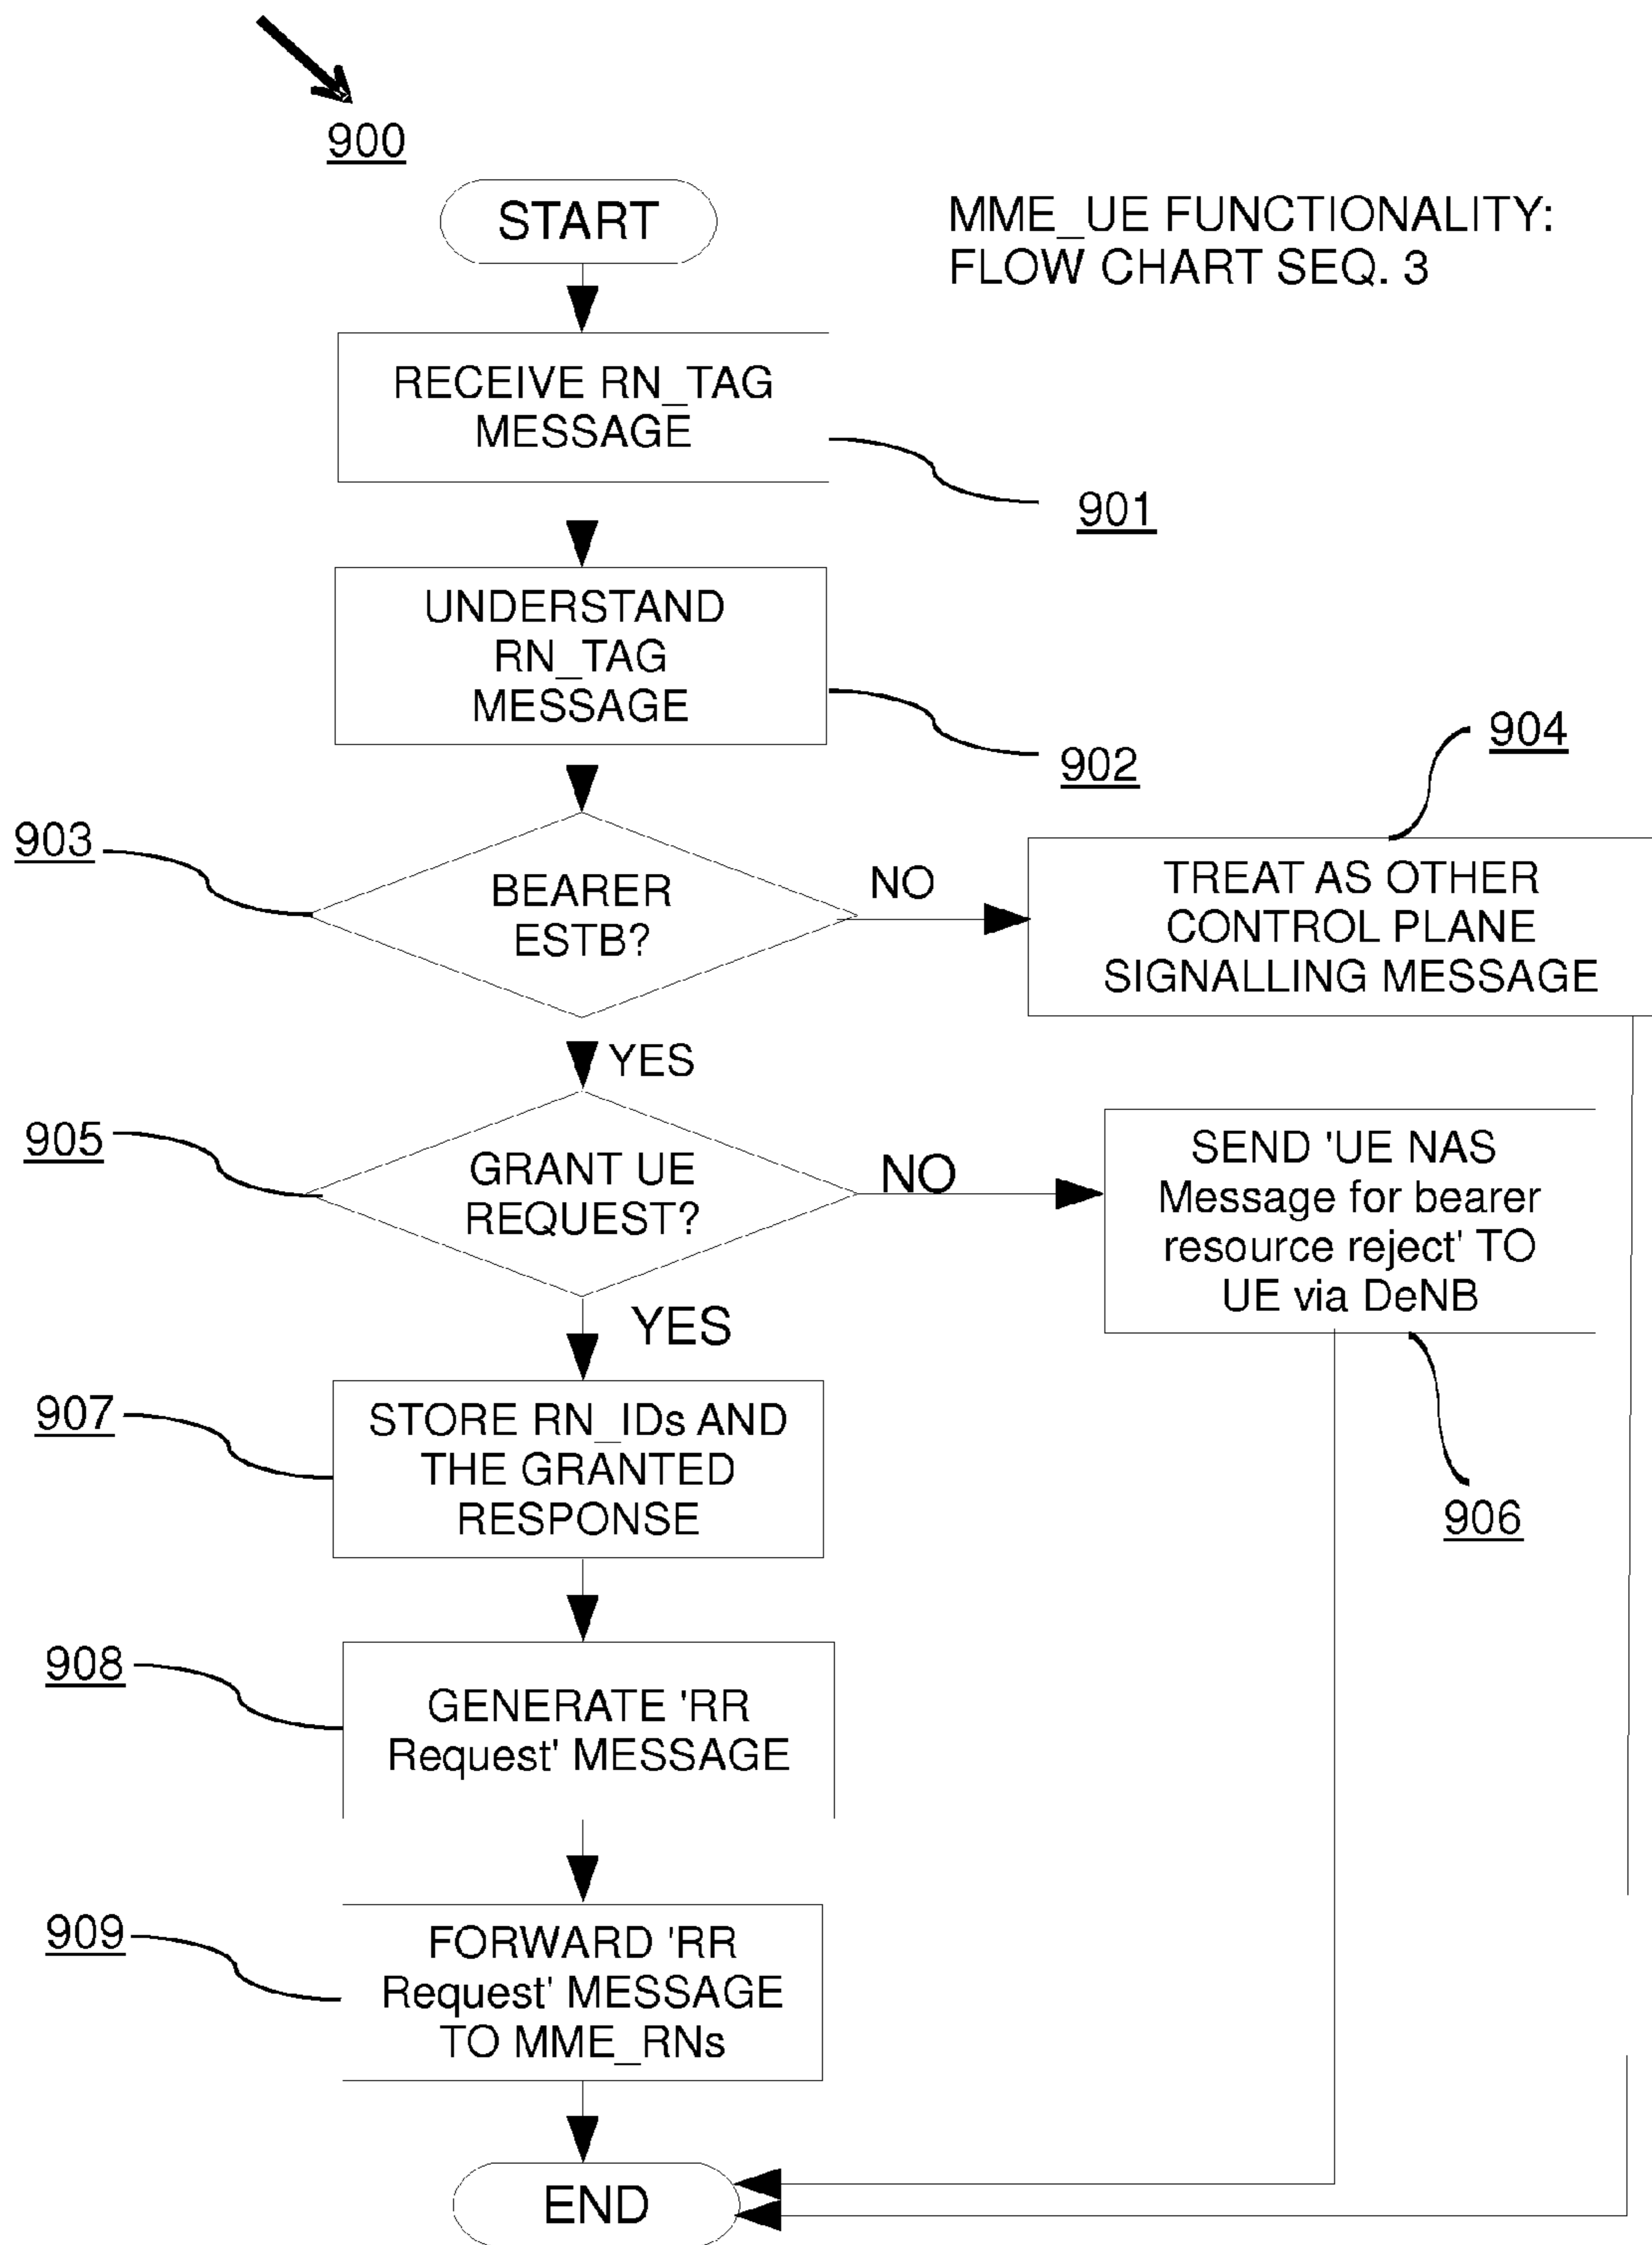 900
START
MME_UE FUNCTIONALITY:
FLOW CHART SEQ. 3
RECEIVE RN_TAG
MESSAGE
901
UNDERSTAND
RN_TAG
MESSAGE
902
903
BEARER
ESTB?
NO
904
TREAT AS OTHER
CONTROL PLANE
SIGNALLING MESSAGE
YES
905
GRANT UE
REQUEST?
NO
SEND 'UE NAS
Message for bearer
resource reject' TO
UE via DeNB
906
YES
907
STORE RN_IDs AND
THE GRANTED
RESPONSE
908
GENERATE 'RR
Request' MESSAGE
909
FORWARD 'RR
Request' MESSAGE
TO MME_RNs
END